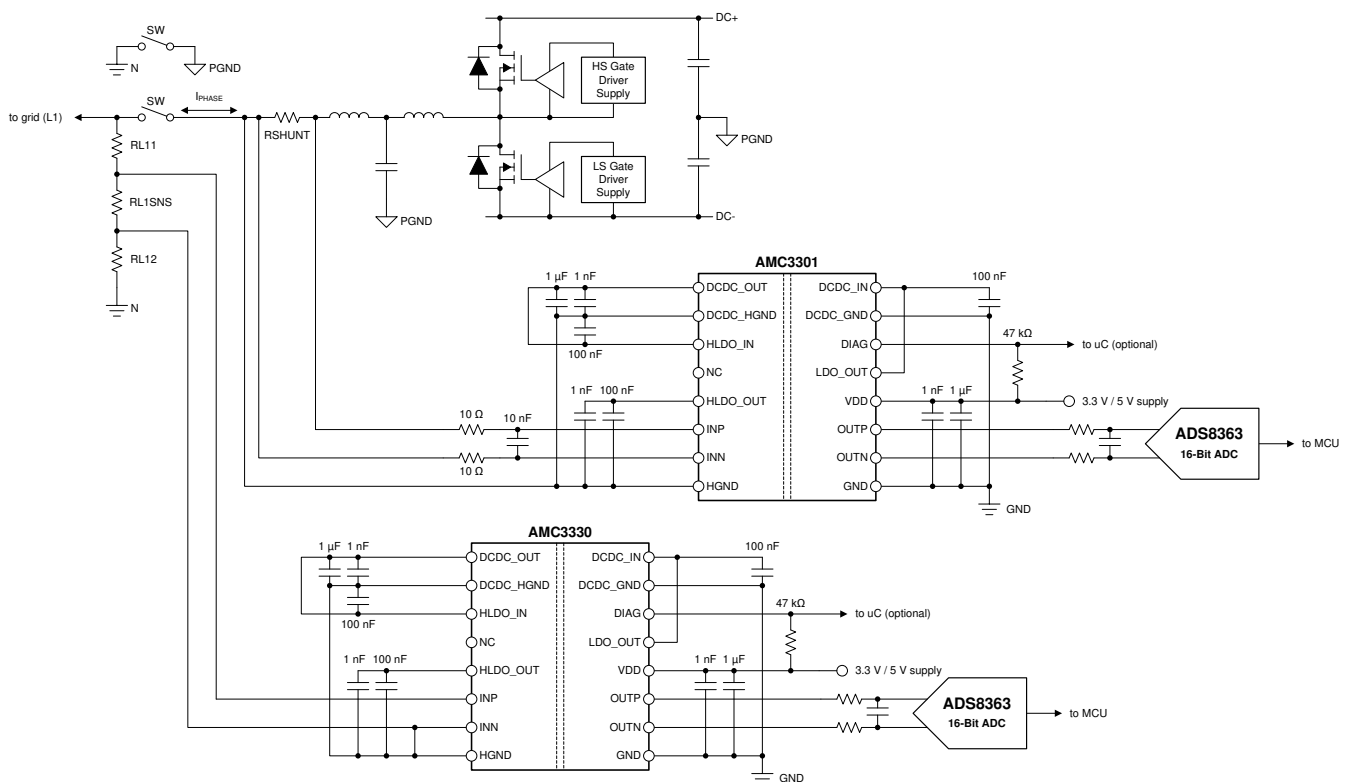 SW
N
PGND
DC+
HS Gate
Driver
Supply
to grid (L1)
SW
IPHASE
RSHUNT
PGND
RL11
LS Gate
Driver
Supply
RL1SNS
PGND
DC-
RL12
N
AMC3301
1 µF 1 nF
100 nF
DCDC_OUT
DCDC_HGND
HLDO_IN
NC
HLDO_OUT
INP
INN
HGND
DCDC_IN
DCDC_GND
DIAG
LDO_OUT
VDD
OUTP
OUTN
GND
1 nF 100 nF
10 Ω
10 nF
10 Ω
100 nF
47 kΩ
to uC (optional)
1 nF 1 µF
3.3 V / 5 V supply
ADS8363
16-Bit ADC
to MCU
GND
AMC3330
1 µF 1 nF
100 nF
DCDC_OUT
DCDC_HGND
HLDO_IN
NC
HLDO_OUT
INP
INN
HGND
DCDC_IN
DCDC_GND
DIAG
LDO_OUT
VDD
OUTP
OUTN
GND
1 nF 100 nF
100 nF
47 kΩ
to uC (optional)
1 nF 1 µF
3.3 V / 5 V supply
ADS8363
16-Bit ADC
to MCU
GND